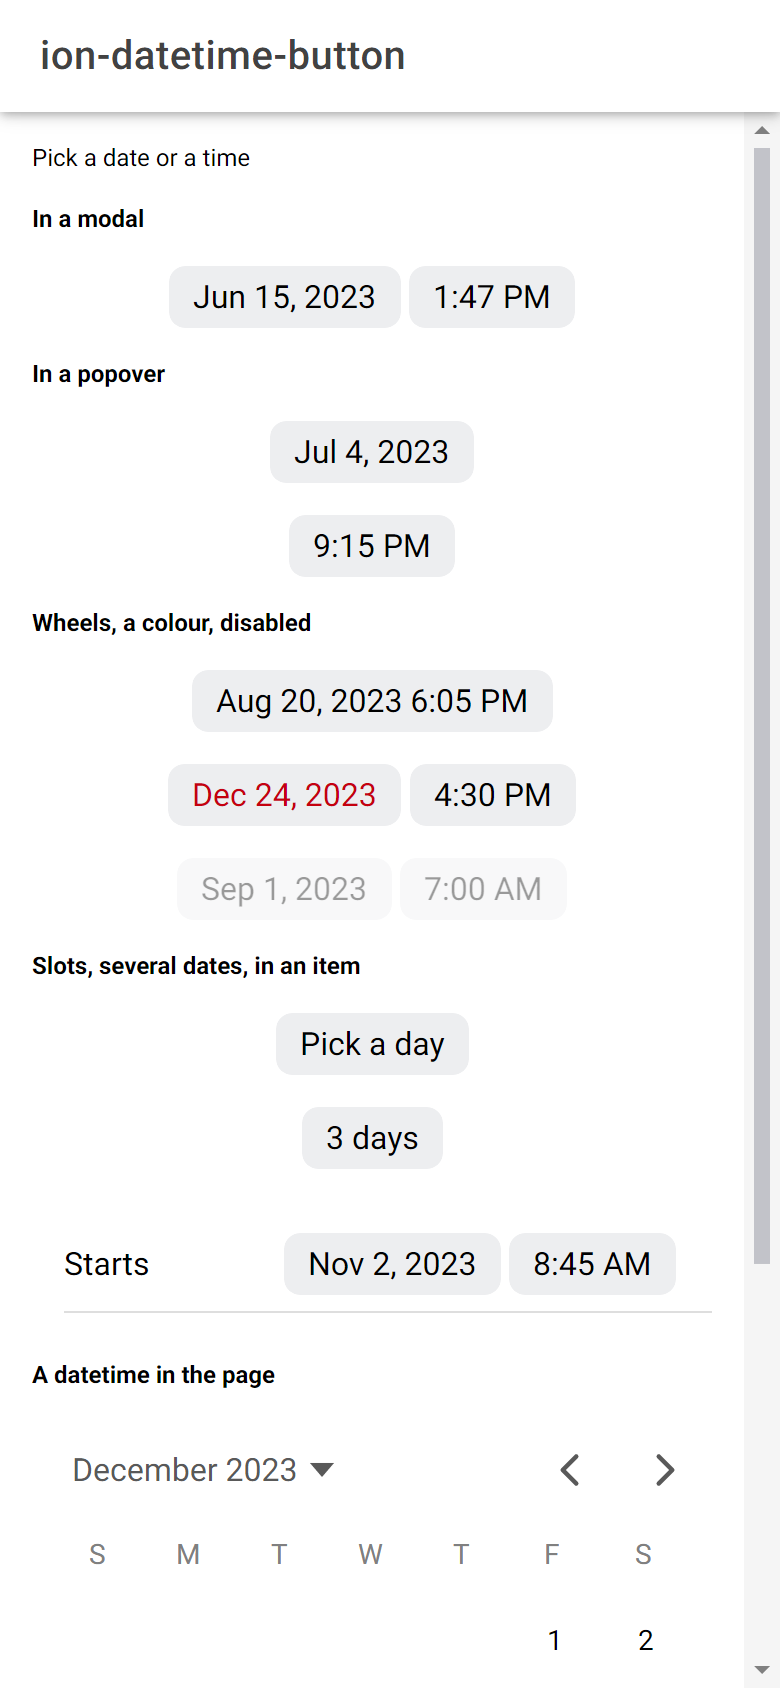 ion-datetime-button
Pick a date or a time
In a modal
Jun 15, 2023 1:47 PM
In a popover
Jul 4, 2023
9:15 PM
Wheels, a colour, disabled
Aug 20, 2023 6:05 PM
Dec 24, 2023 4:30 PM
Sep 1, 2023 7:00 AM
Slots, several dates, in an item
Pick a day
3 days
Starts Nov 2, 2023 8:45 AM
A datetime in the page
December 2023
S M T W T F S
1 2